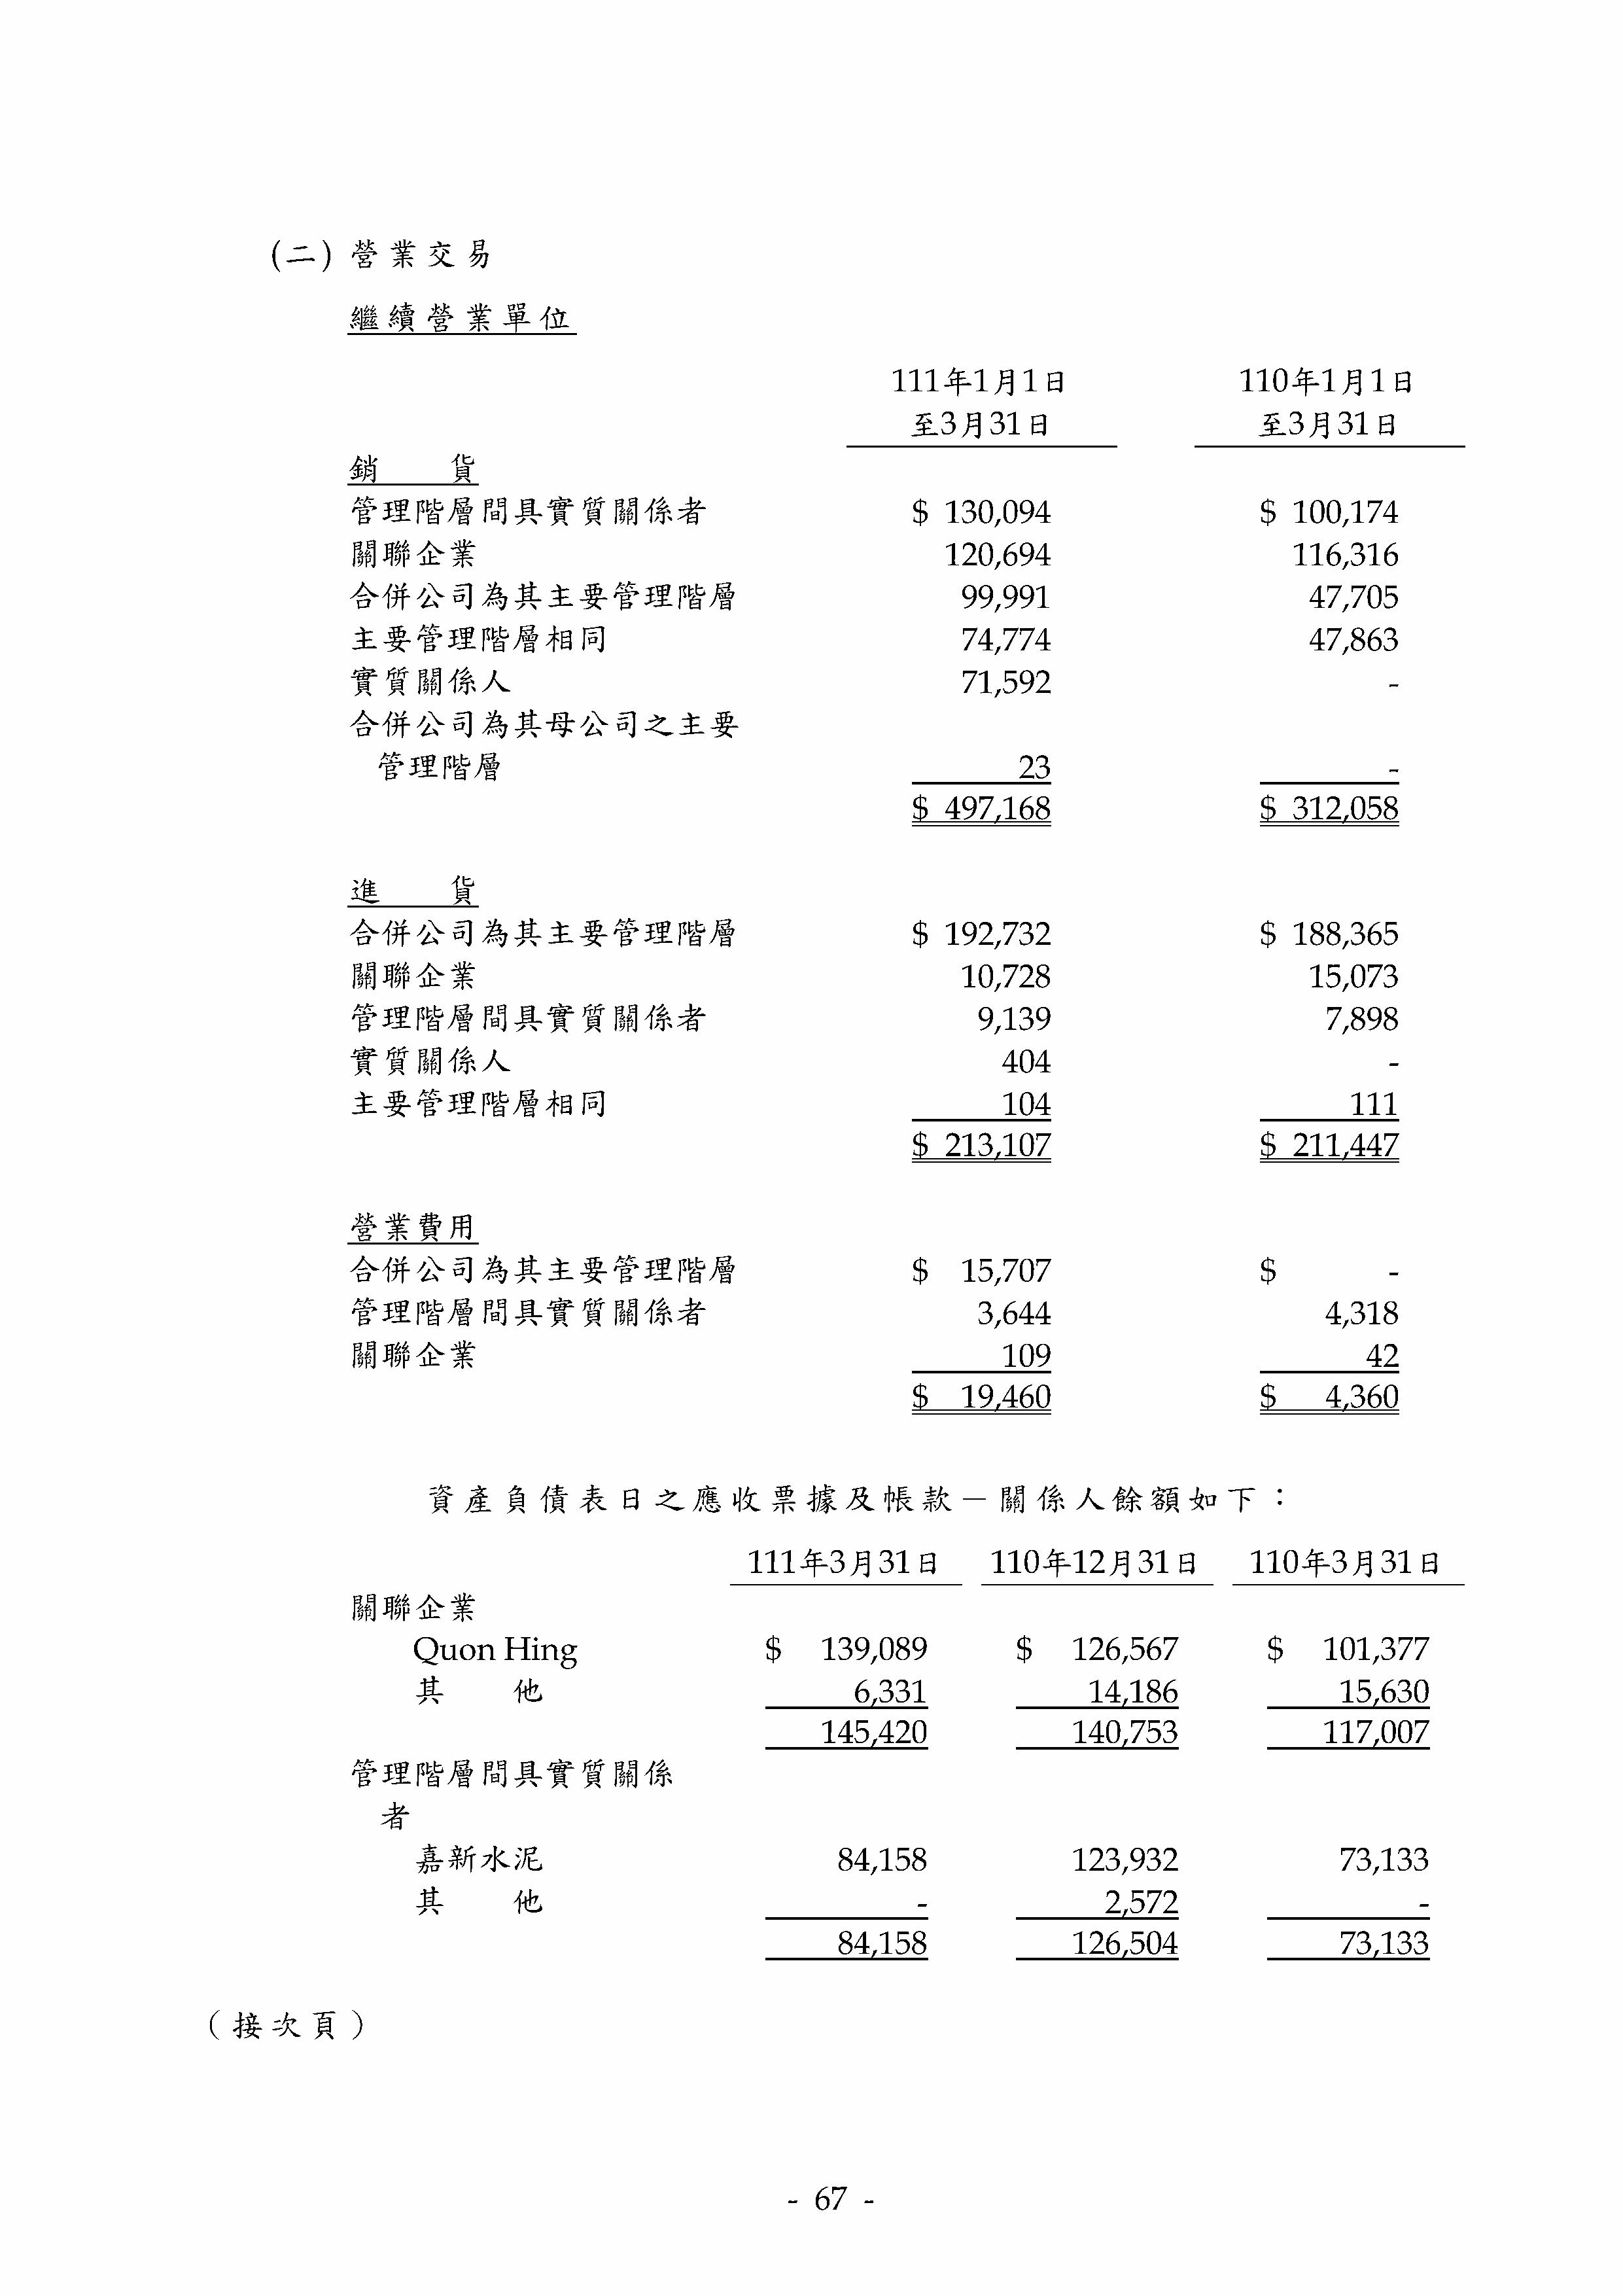 (二) 營業交易
繼續營業單位
111年1月1日 110年1月1日
至3月31日 至3月31日
銷 貨
管理階層間具實質關係者 $ 130,094 $ 100,174
關聯企業 120,694 116,316
合併公司為其主要管理階層 99,991 47,705
主要管理階層相同 74,774 47,863
實質關係人 71,592 -
合併公司為其母公司之主要
管理階層 23 -
$ 497,168 $ 312,058
進 貨
合併公司為其主要管理階層 $ 192,732 $ 188,365
關聯企業 10,728 15,073
管理階層間具實質關係者 9,139 7,898
實質關係人 404 -
主要管理階層相同 104 111
$ 213,107 $ 211,447
營業費用
合併公司為其主要管理階層 $ 15,707 $ -
管理階層間具實質關係者 3,644 4,318
關聯企業 109 42
$ 19,460 $ 4,360
資產負債表日之應收票據及帳款－關係人餘額如下：
111年3月31日 110年12月31日 110年3月31日
關聯企業
Quon Hing $ 139,089 $ 126,567 $ 101,377
其 他 6,331 14,186 15,630
145,420 140,753 117,007
管理階層間具實質關係
者
嘉新水泥 84,158 123,932 73,133
其 他 - 2,572 -
84,158 126,504 73,133
（接次頁）
- 67 -